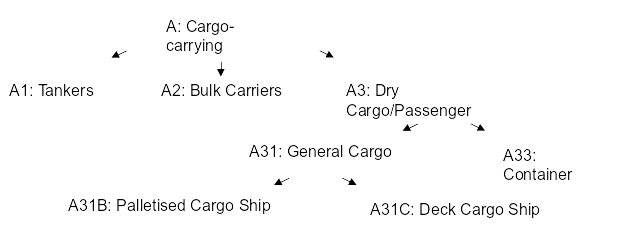 A: Cargo-
carrying
A1: Tankers
A2: Bulk Carriers
A3: Dry
Cargo/Passenger
A31: General Cargo
A33:
Container
A31B: Palletised Cargo Ship
A31C: Deck Cargo Ship